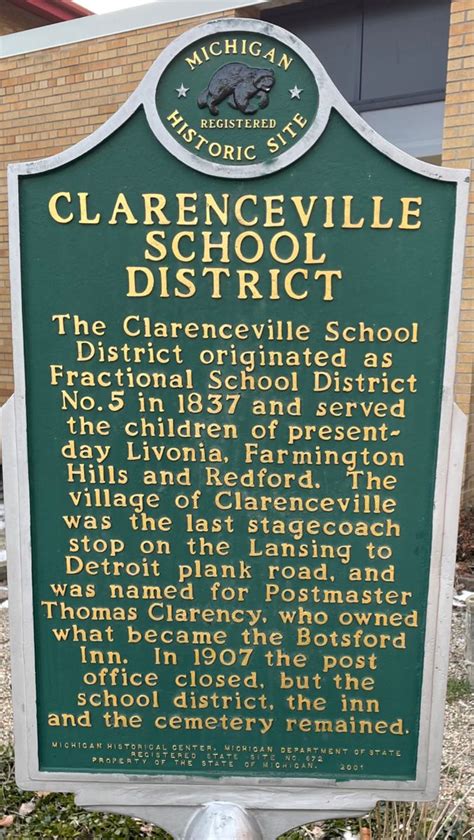 MICHIGAN
REGISTERED
HISTORIC SITE
CLARENCEVILLE
SCHOOL
DISTRICT
The Clarenceville School
District originated as
Fractional School District
No. 5 in 1837 and served
the children of present-
day Livonia, Farmington
Hills and Redford. The
village of Clarenceville
was the last stagecoach
stop on the Lansing to
Detroit plank road, and
was named for Postmaster
Thomas Clarency, who owned
what became the Botsford
Inn. In 1907 the post
office closed, but the
school district, the inn
and the cemetery remained.
MICHIGAN HISTORICAL CENTER, MICHIGAN DEPARTMENT OF STATE
REGISTERED STATE SITE NO. 672
PROPERTY OF THE STATE OF MICHIGAN. 2001